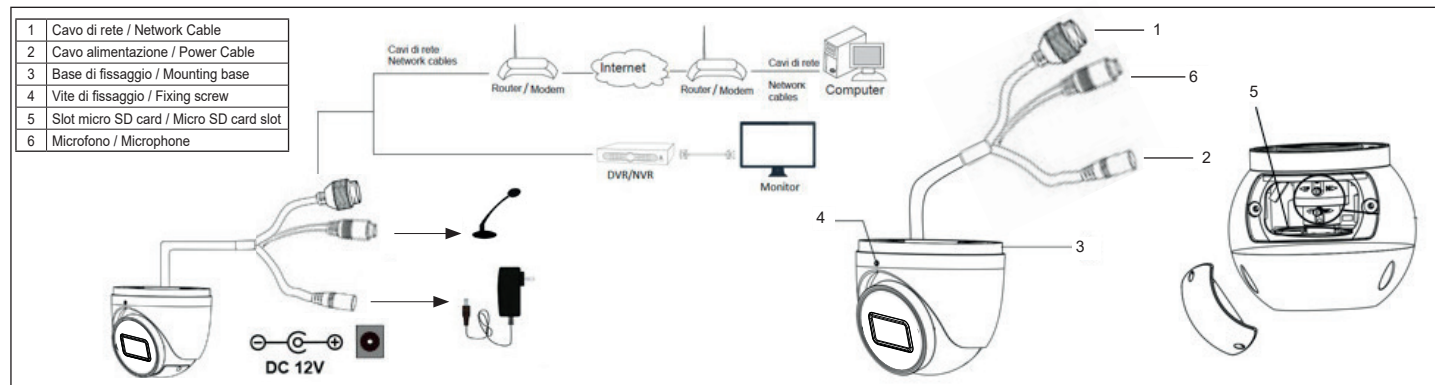 1 Cavo di rete / Network Cable
2 Cavo alimentazione / Power Cable
3 Base di fissaggio / Mounting base
4 Vite di fissaggio / Fixing screw
5 Slot micro SD card / Micro SD card slot
6 Microfono / Microphone
Cavi di rete
Network cables
Router / Modem
Internet
Router / Modem
Cavi di rete
Network
cables
Computer
DVR/NVR
Monitor
DC 12V
1
6
2
4
3
5